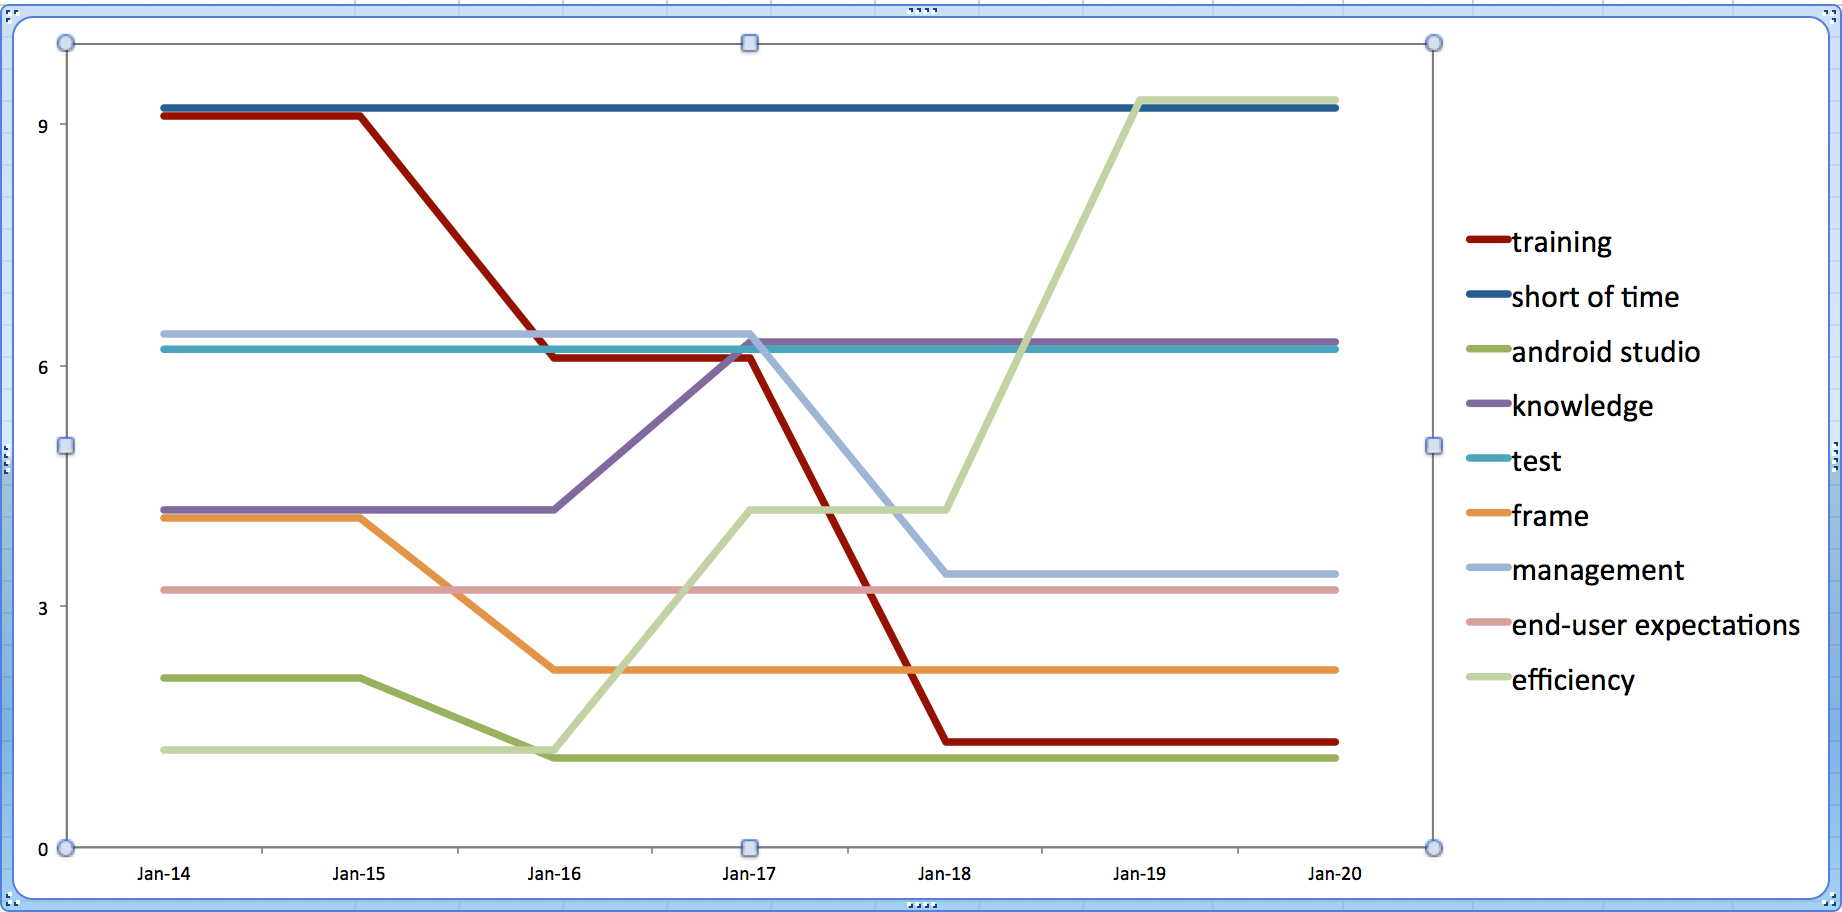 9
6
3
0
Jan-14 Jan-15 Jan-16 Jan-17 Jan-18 Jan-19 Jan-20
training
short of time
android studio
knowledge
test
frame
management
end-user expectations
efficiency